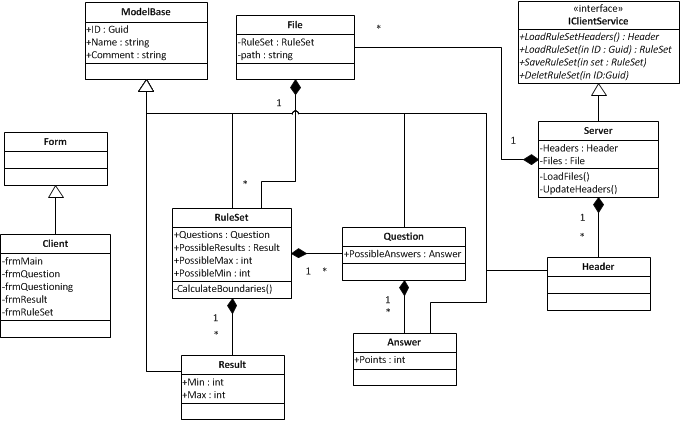 ModelBase
+ID : Guid
+Name : string
+Comment : string
File
-RuleSet : RuleSet
-path : string
*
1
*
«interface»
IClientService
+LoadRuleSetHeaders() : Header
+LoadRuleSet(in ID : Guid) : RuleSet
+SaveRuleSet(in set : RuleSet)
+DeletRuleSet(in ID:Guid)
1
Server
-Headers : Header
-Files : File
-LoadFiles()
-UpdateHeaders()
1
*
Header
Form
Client
-frmMain
-frmQuestion
-frmQuestioning
-frmResult
-frmRuleSet
RuleSet
+Questions : Question
+PossibleResults : Result
+PossibleMax : int
+PossibleMin : int
-CalculateBoundaries()
1
*
Question
+PossibleAnswers : Answer
1
*
Answer
+Points : int
1
*
Result
+Min : int
+Max : int